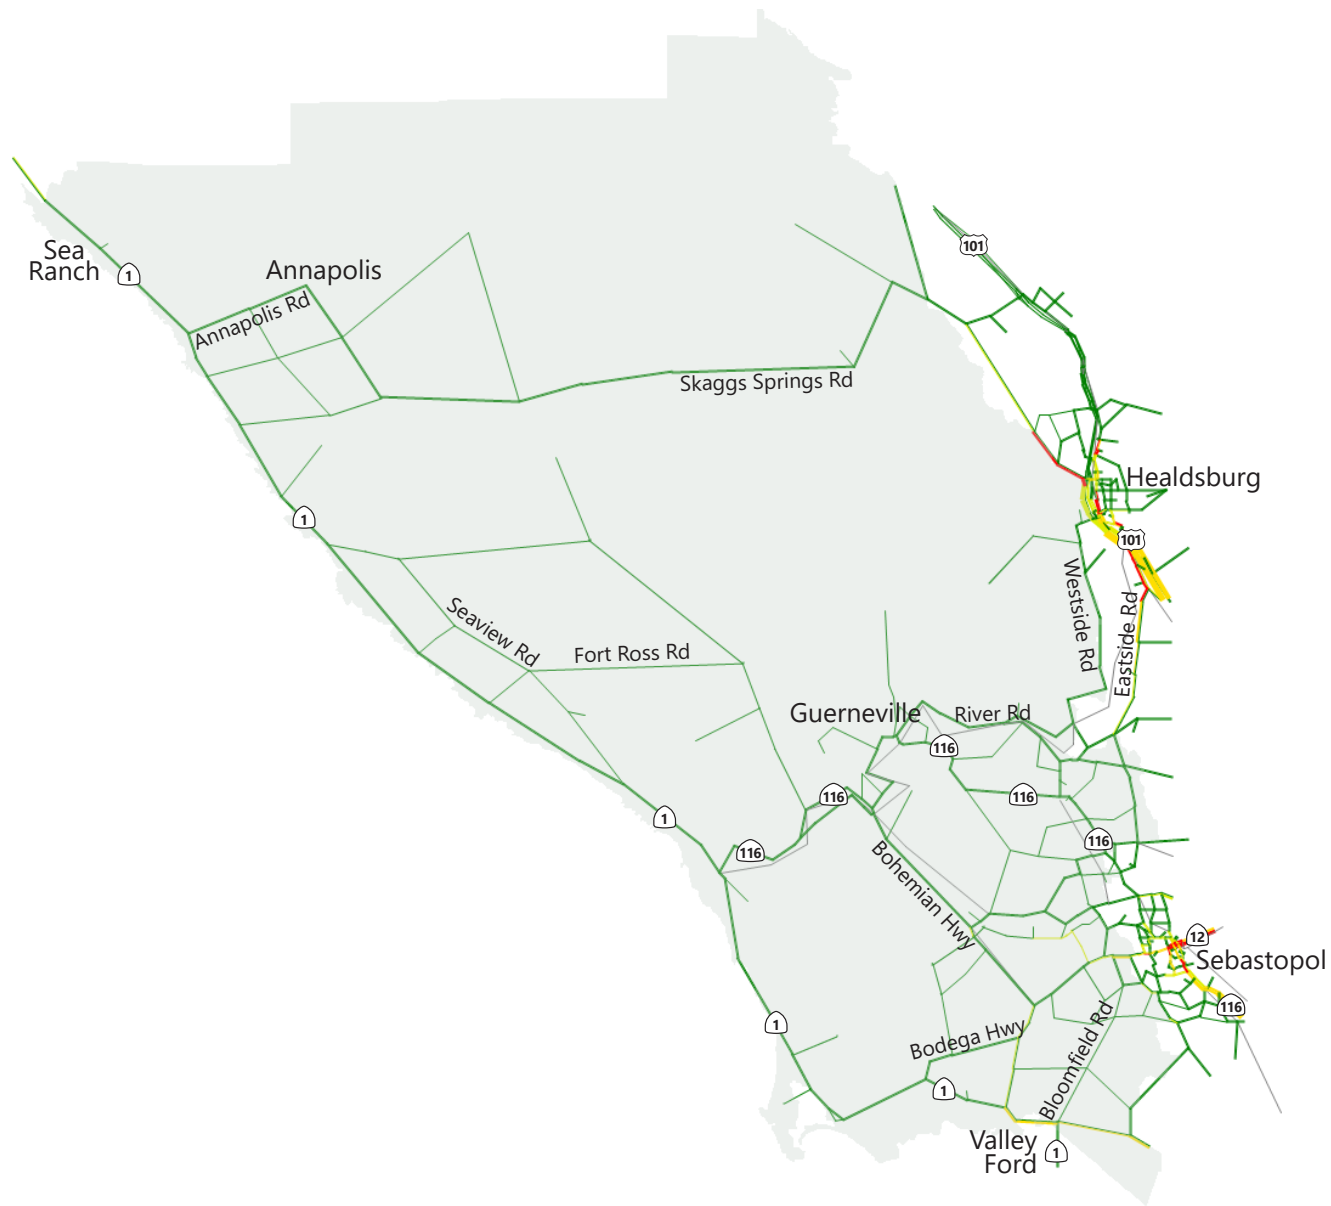 101
Sea
Ranch
1
Annapolis
Annapolis Rd
Skaggs Springs Rd
Healdsburg
1
101
Westside Rd
Eastside Rd
Seaview Rd
Fort Ross Rd
Guerneville
River Rd
116
116
116
1
116
116
Bohemian Hwy
12
Sebastopol
116
1
Bodega Hwy
Bloomfield Rd
1
Valley
Ford
1